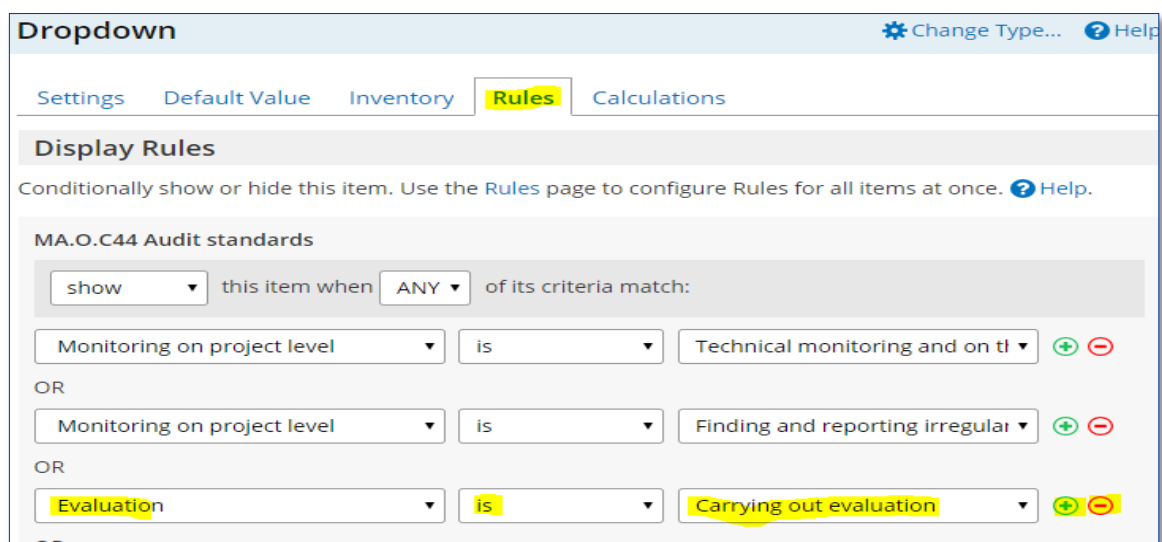 Dropdown Change Type... Help
Settings Default Value Inventory Rules Calculations
Display Rules
Conditionally show or hide this item. Use the Rules page to configure Rules for all items at once. Help.
MA.O.C44 Audit standards
show this item when ANY of its criteria match:
Monitoring on project level is Technical monitoring and on tl
OR
Monitoring on project level is Finding and reporting irregular
OR
Evaluation is Carrying out evaluation